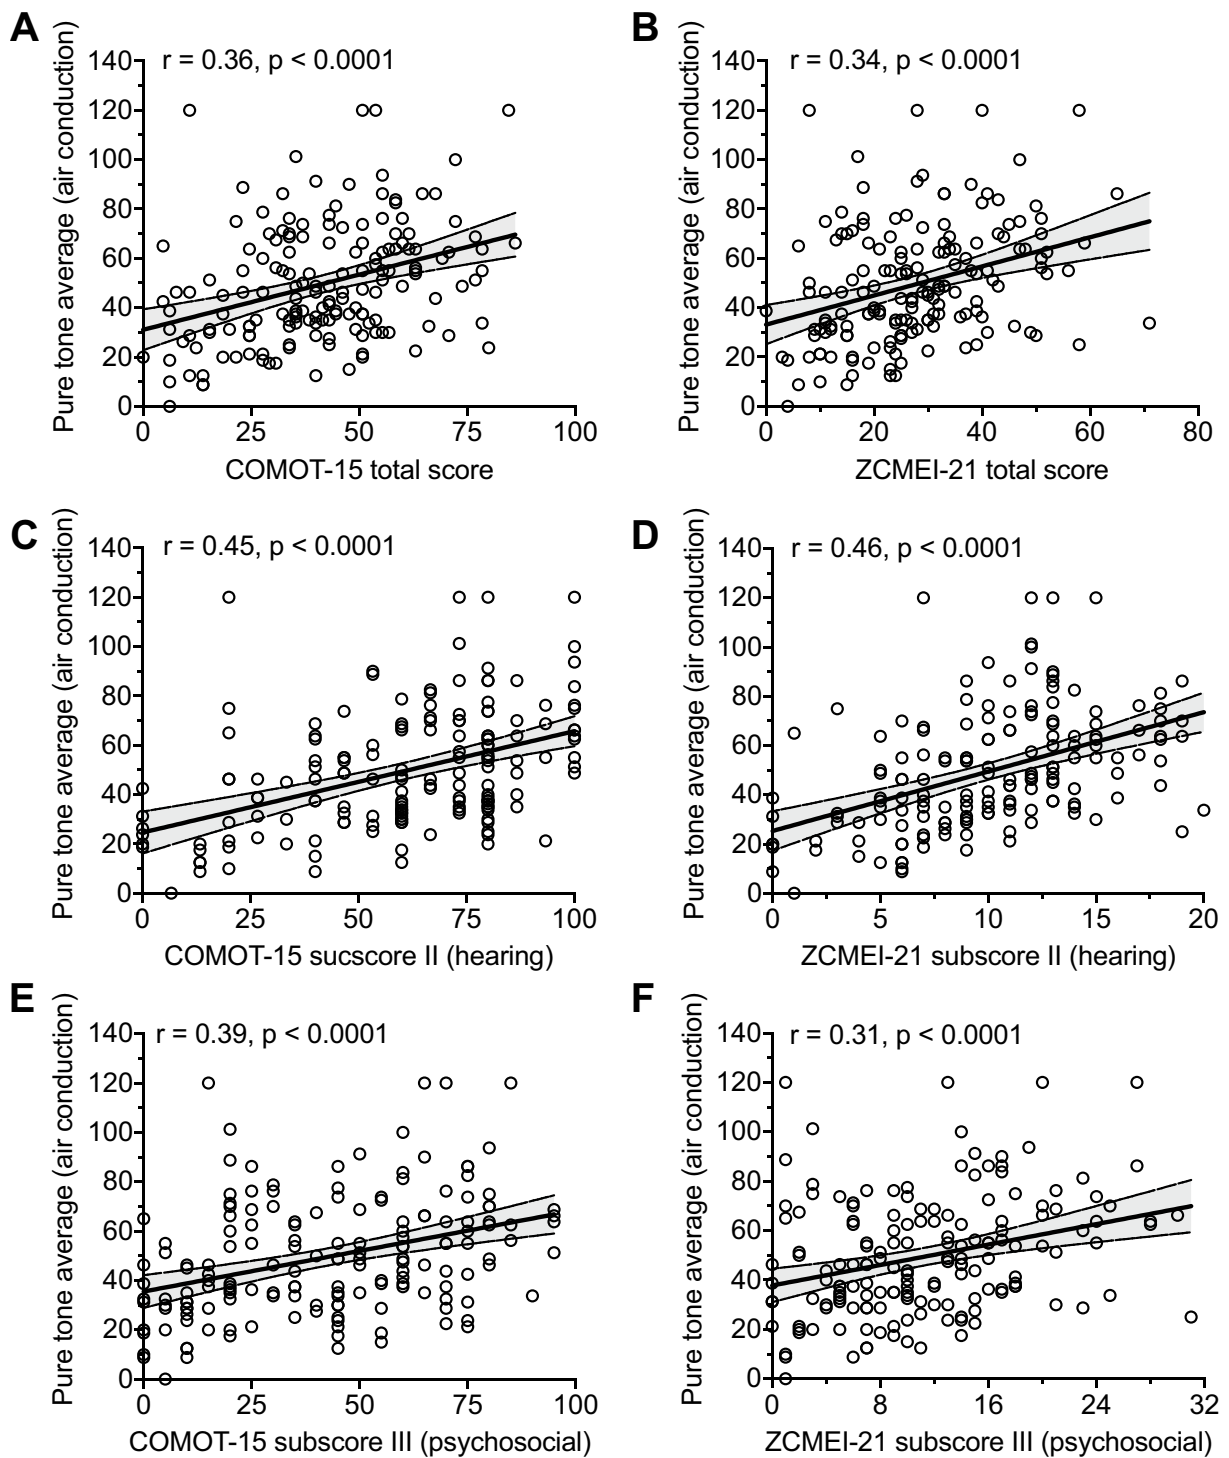 A
B
r = 0.36, p < 0.0001
r = 0.34, p < 0.0001
Pure tone average (air conduction)
140
120
100
80
60
40
20
0
0 25 50 75 100
COMOT-15 total score
Pure tone average (air conduction)
140
120
100
80
60
40
20
0
0 20 40 60 80
ZCMEI-21 total score
C
D
r = 0.45, p < 0.0001
r = 0.46, p < 0.0001
Pure tone average (air conduction)
140
120
100
80
60
40
20
0
0 25 50 75 100
COMOT-15 sucscore II (hearing)
Pure tone average (air conduction)
140
120
100
80
60
40
20
0
0 5 10 15 20
ZCMEI-21 subscore II (hearing)
E
F
r = 0.39, p < 0.0001
r = 0.31, p < 0.0001
Pure tone average (air conduction)
140
120
100
80
60
40
20
0
0 25 50 75 100
COMOT-15 subscore III (psychosocial)
Pure tone average (air conduction)
140
120
100
80
60
40
20
0
0 8 16 24 32
ZCMEI-21 subscore III (psychosocial)